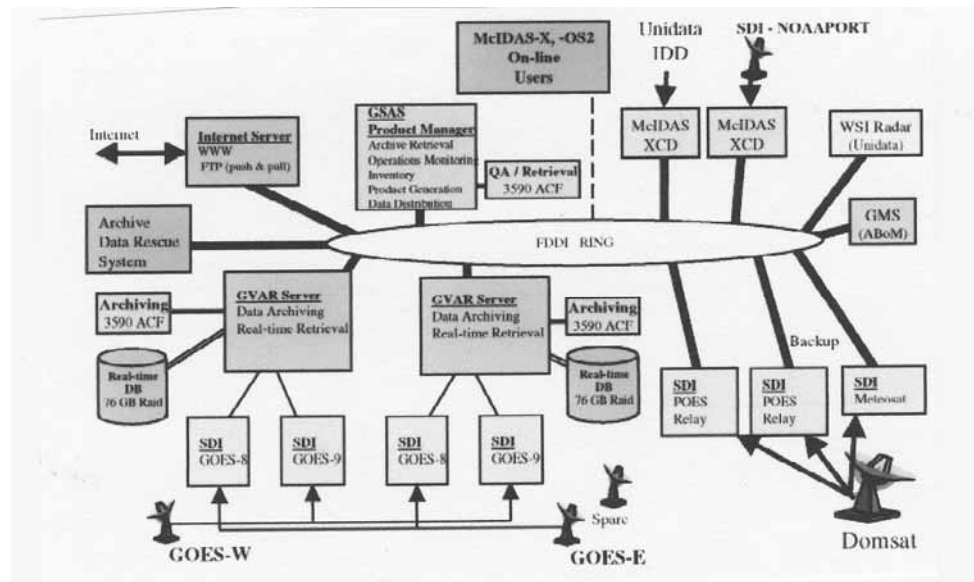 McIDAS-X, -OS2
On-line
Users
Unidata
IDD
SDI - NOAAPORT
Internet
Internet Server
WWW
FTP (push & pull)
GSAS
Product Manager
Archive Retrieval
Operations Monitoring
Inventory
Product Generation
Data Distribution
QA / Retrieval
3590 ACF
McIDAS
XCD
McIDAS
XCD
WSI Radar
(Unidata)
GMS
(ABoM)
Archive
Data Rescue
System
FDDI RING
GVAR Server
Data Archiving
Real-time Retrieval
Archiving
3590 ACF
Real-time
DB
76 GB Raid
GVAR Server
Data Archiving
Real-time Retrieval
Archiving
3590 ACF
Real-time
DB
76 GB Raid
Backup
SDI
POES
Relay
SDI
POES
Relay
SDI
Meteosat
SDI
GOES-8
SDI
GOES-9
SDI
GOES-8
SDI
GOES-9
Spare
GOES-W
GOES-E
Domsat